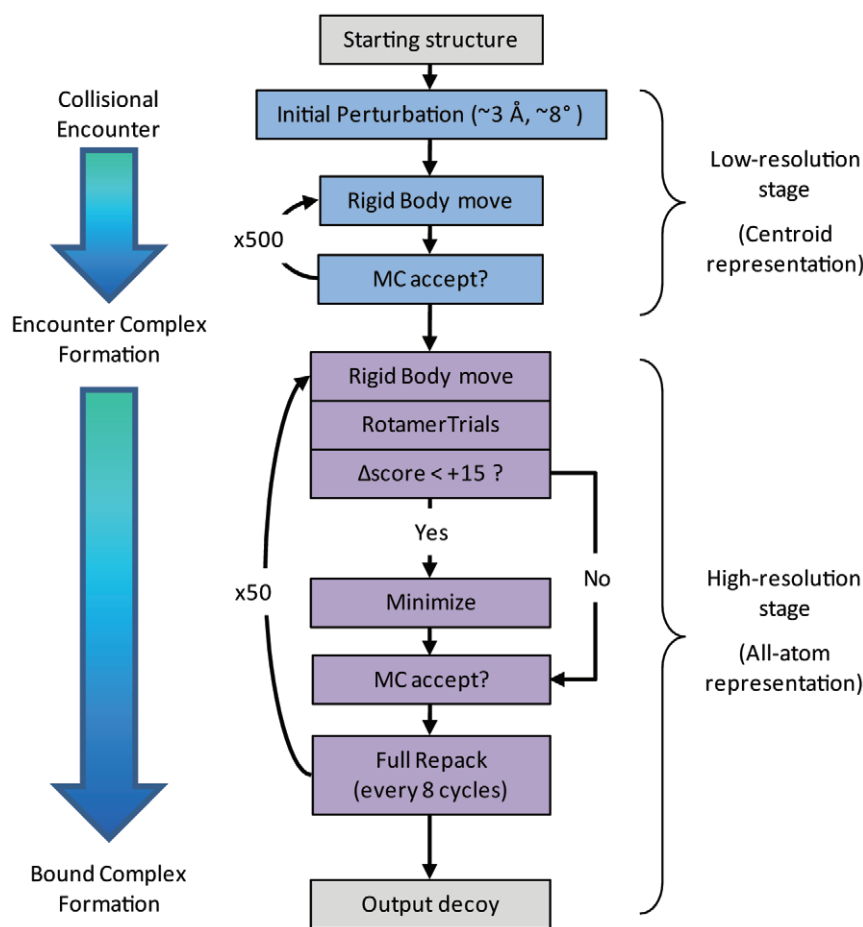 Starting structure
Collisional
Encounter
Initial Perturbation (~3 Å, ~8° )
Low-resolution
stage
(Centroid
representation)
Rigid Body move
x500
MC accept?
Encounter Complex
Formation
Rigid Body move
RotamerTrials
Δscore < +15 ?
Yes
No
x50
Minimize
High-resolution
stage
(All-atom
representation)
MC accept?
Full Repack
(every 8 cycles)
Bound Complex
Formation
Output decoy